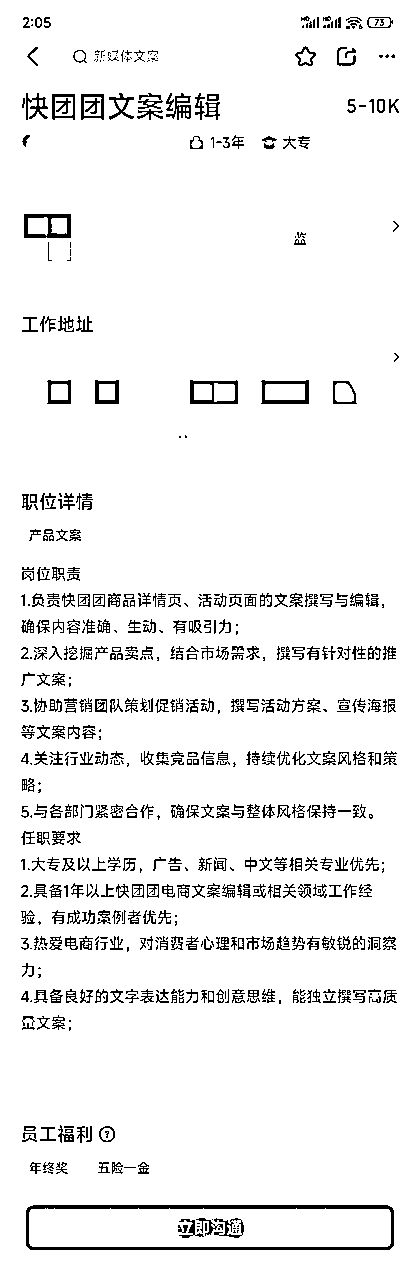 2:05
73
新媒体文案
快团团文案编辑 5-10K
1-3年 大专
监
工作地址
职位详情
产品文案
岗位职责
1.负责快团团商品详情页、活动页面的文案撰写与编辑，
确保内容准确、生动、有吸引力；
2.深入挖掘产品卖点，结合市场需求，撰写有针对性的推
广文案；
3.协助营销团队策划促销活动，撰写活动方案、宣传海报
等文案内容；
4.关注行业动态，收集竞品信息，持续优化文案风格和策
略；
5.与各部门紧密合作，确保文案与整体风格保持一致。
任职要求
1.大专及以上学历，广告、新闻、中文等相关专业优先；
2.具备1年以上快团团电商文案编辑或相关领域工作经
验，有成功案例者优先；
3.热爱电商行业，对消费者心理和市场趋势有敏锐的洞察
力；
4.具备良好的文字表达能力和创意思维，能独立撰写高质
量文案；
员工福利
年终奖 五险一金
立即沟通